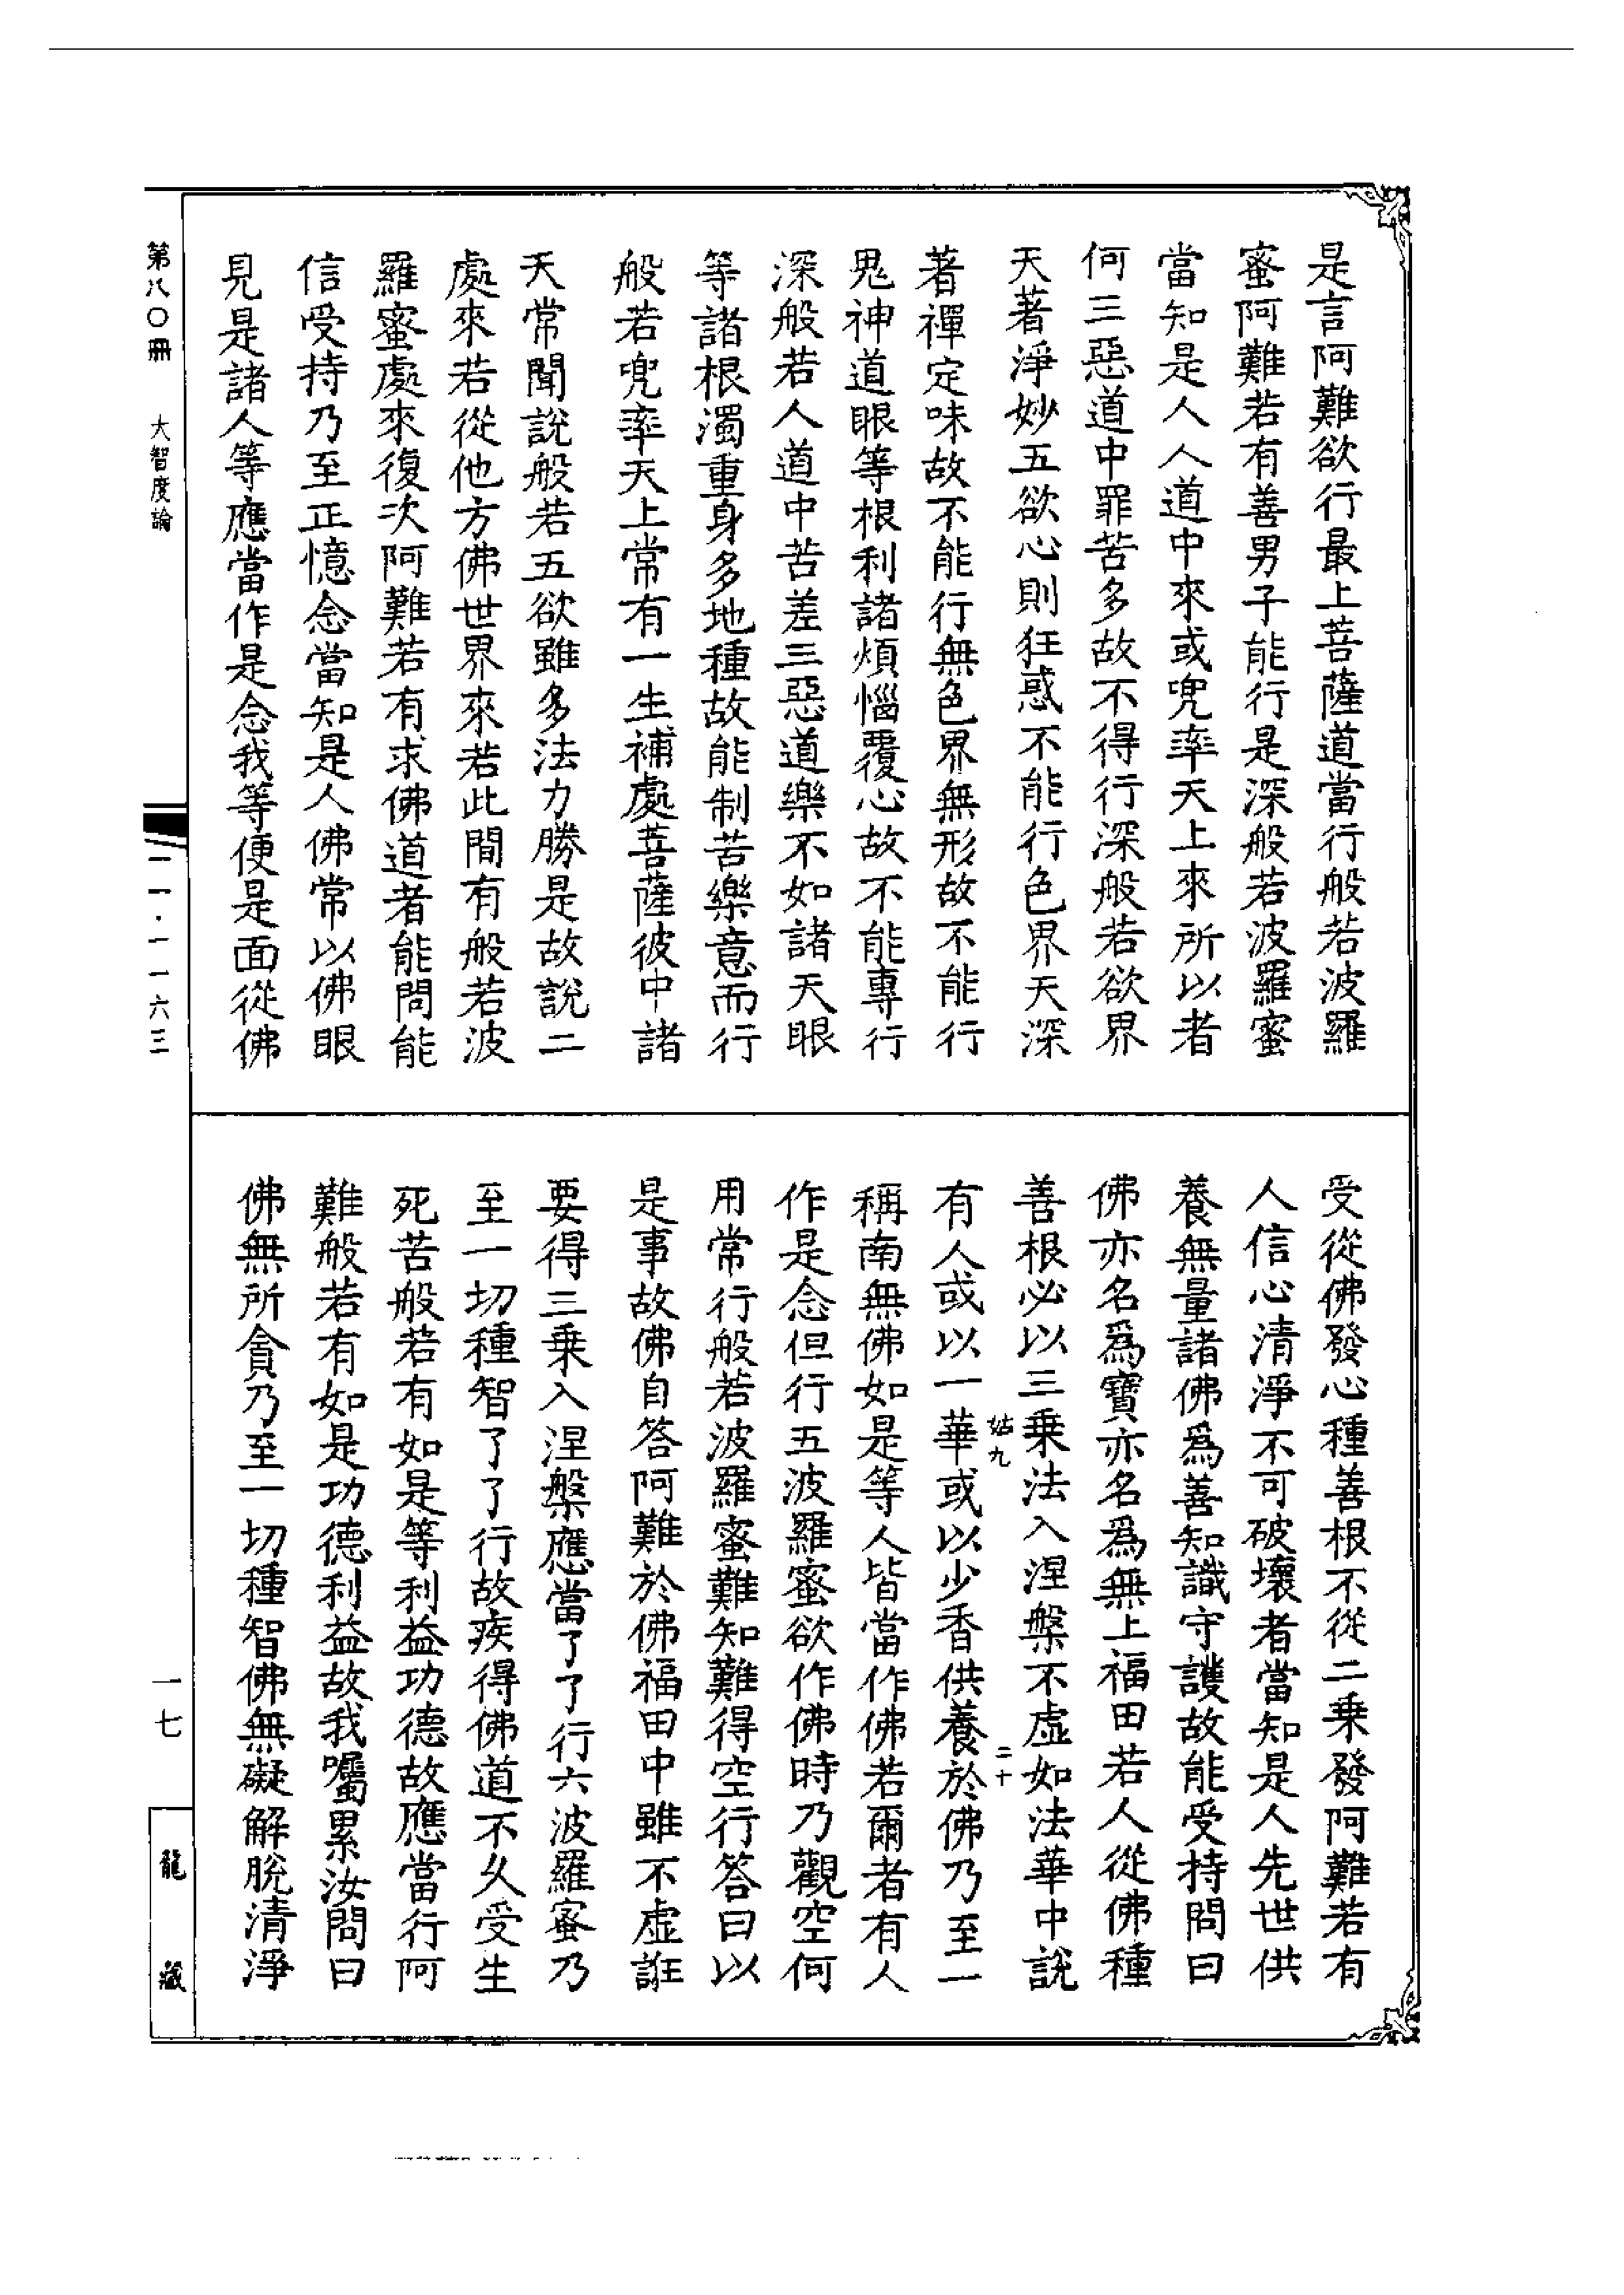 是言阿難欲行最上菩薩道當行般若波羅
蜜阿難若有善男子能行是深般若波羅蜜
當知是人人道中來或兜率天上來所以者
何三惡道中罪苦多故不得行深般若欲界
天著淨妙五欲心則狂惑不能行色界天深
著禪定味故不能行無色界無形故不能行
鬼神道眼等根利諸煩惱覆心故不能專行
深般若人道中苦差三惡道樂不如諸天眼
等諸根濁重身多地種故能制苦樂意而行
般若兜率天上常有一生補處菩薩彼中諸
天常聞說般若五欲雖多法力勝是故說二
處來若從他方佛世界來若此間有般若波
羅蜜處來復次阿難若有求佛道者能問能
信受持乃至正憶念當知是人佛常以佛眼
見是諸人等應當作是念我等便是面從佛
受從佛發心種善根不從二乘發阿難若有
人信心清淨不可破壞者當知是人先世供
養無量諸佛爲善知識守護故能受持問曰
佛亦名爲寶亦名爲無上福田若人從佛種
善根必以三乘法入涅槃不虛如法華中說
姑九
二十
有人或以一華或以少香供養於佛乃至一
稱南無佛如是等人皆當作佛若爾者有人
作是念但行五波羅蜜欲作佛時乃觀空何
用常行般若波羅蜜難知難得空行答曰以
是事故佛自答阿難於佛福田中雖不虛誑
要得三乘入涅槃應當了了行六波羅蜜乃
至一切種智了了行故疾得佛道不久受生
死苦般若有如是等利益功德故應當行阿
難般若有如是功德利益故我囑累汝問曰
佛無所貪乃至一切種智佛無礙解脫清淨
第八〇冊
大智度論
一一·一一六三
一七
龍藏